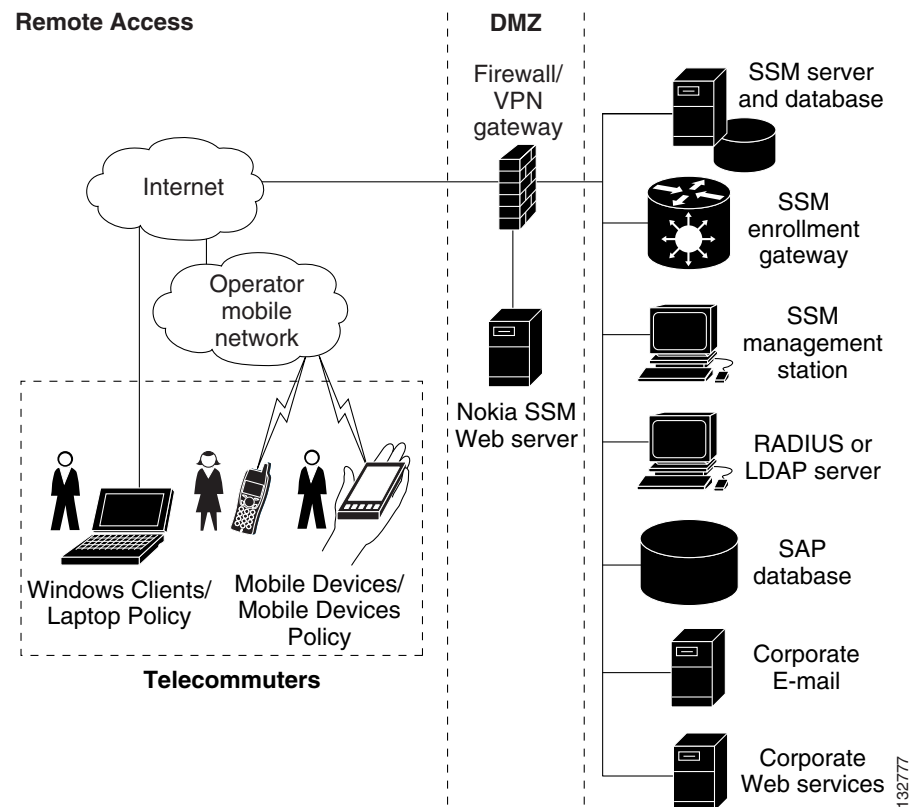 Remote Access
DMZ
Firewall/
VPN
gateway
SSM server
and database
Internet
SSM
enrollment
gateway
Operator
mobile
network
SSM
management
station
Nokia SSM
Web server
RADIUS or
LDAP server
Windows Clients/
Laptop Policy
Mobile Devices/
Mobile Devices
Policy
SAP
database
Telecommuters
Corporate
E-mail
Corporate
Web services
132777